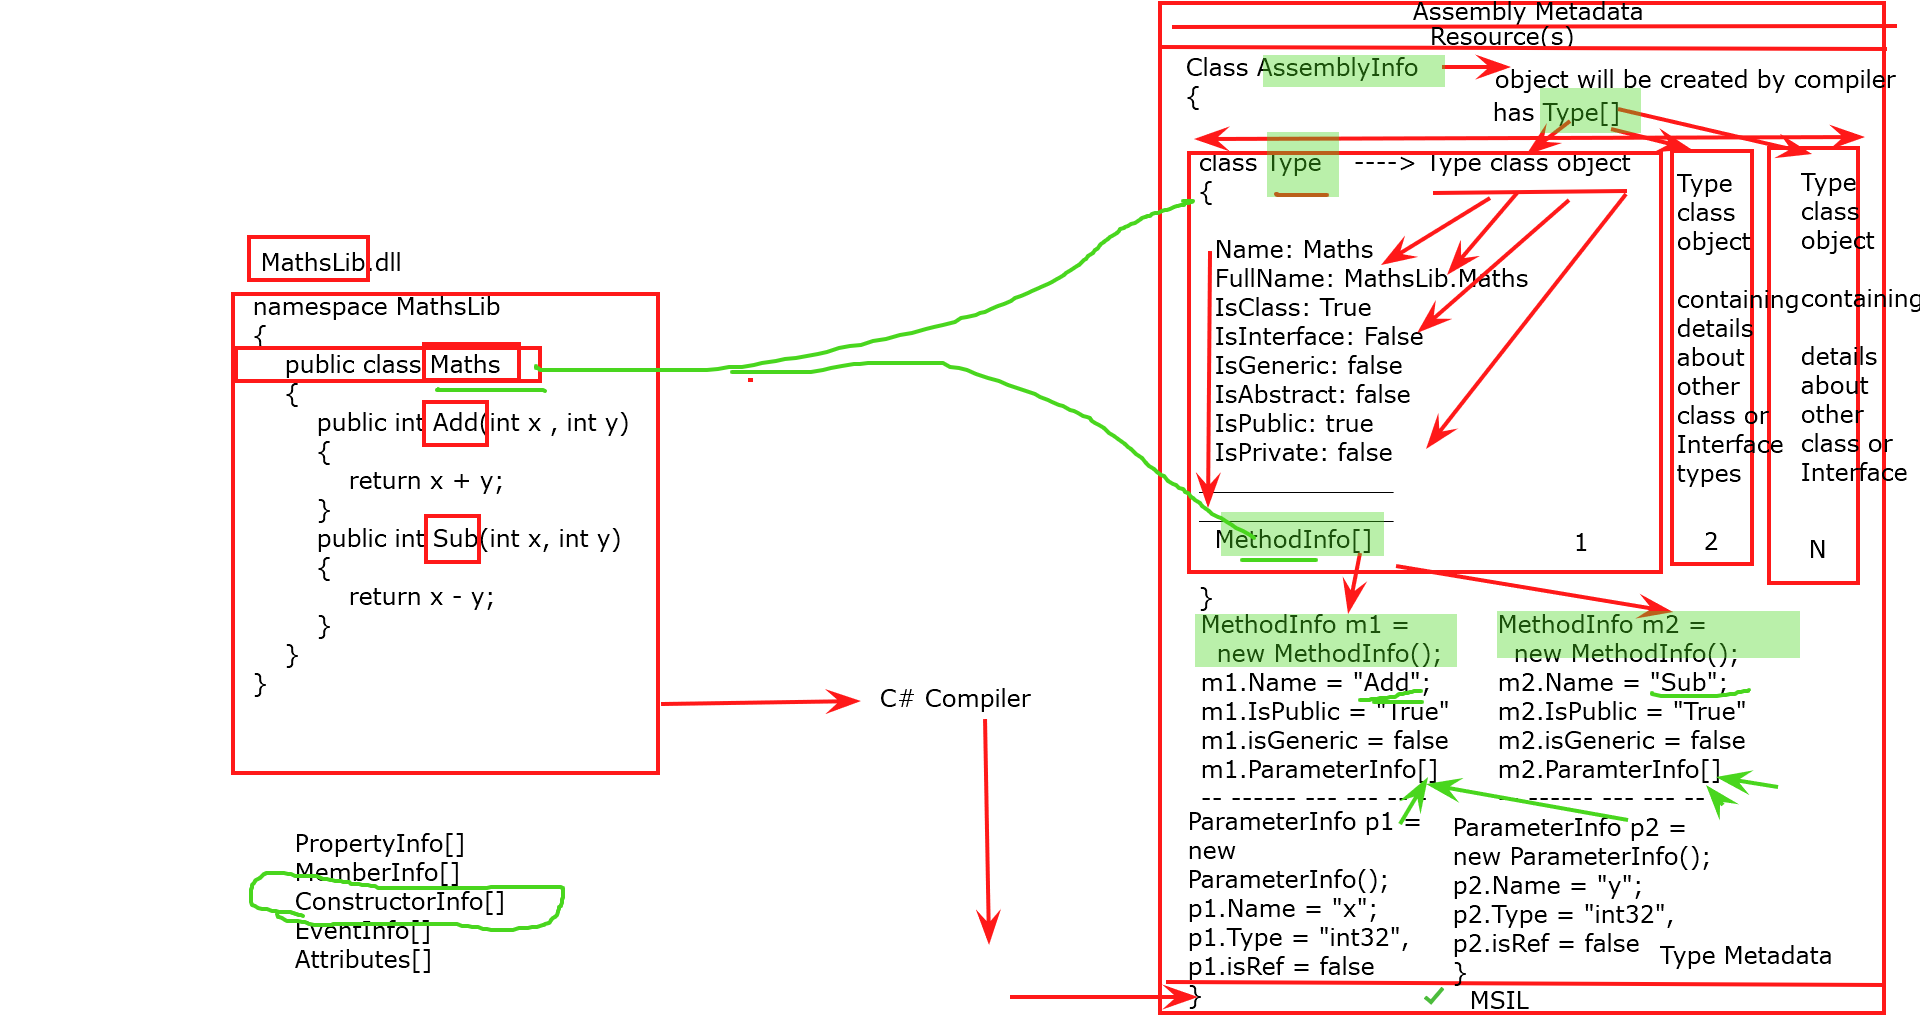 MathsLib.dll
namespace MathsLib
{
public class Maths
{
public int Add(int x , int y)
{
return x + y;
}
public int Sub(int x, int y)
{
return x - y;
}
}
}
C# Compiler
PropertyInfo[]
MemberInfo[]
ConstructorInfo[]
EventInfo[]
Attributes[]
Assembly Metadata
Resource(s)
Class AssemblyInfo
{
object will be created by compiler
has Type[]
class Type ----> Type class object
{
Name: Maths
FullName: MathsLib.Maths
IsClass: True
IsInterface: False
IsGeneric: false
IsAbstract: false
IsPublic: true
IsPrivate: false
MethodInfo[]
1
}
Type
class
object
containing
details
about
other
class or
Interface
types
2
Type
class
object
containing
details
about
other
class or
Interface
N
MethodInfo m1 =
new MethodInfo();
m1.Name = "Add";
m1.IsPublic = "True"
m1.isGeneric = false
m1.ParameterInfo[]
-- ------ --- --- -- -
MethodInfo m2 =
new MethodInfo();
m2.Name = "Sub";
m2.IsPublic = "True"
m2.isGeneric = false
m2.ParamterInfo[]
-- ------ --- --- -- -
ParameterInfo p1 =
new
ParameterInfo();
p1.Name = "x";
p1.Type = "int32",
p1.isRef = false
}
ParameterInfo p2 =
new ParameterInfo();
p2.Name = "y";
p2.Type = "int32",
p2.isRef = false
}
Type Metadata
MSIL